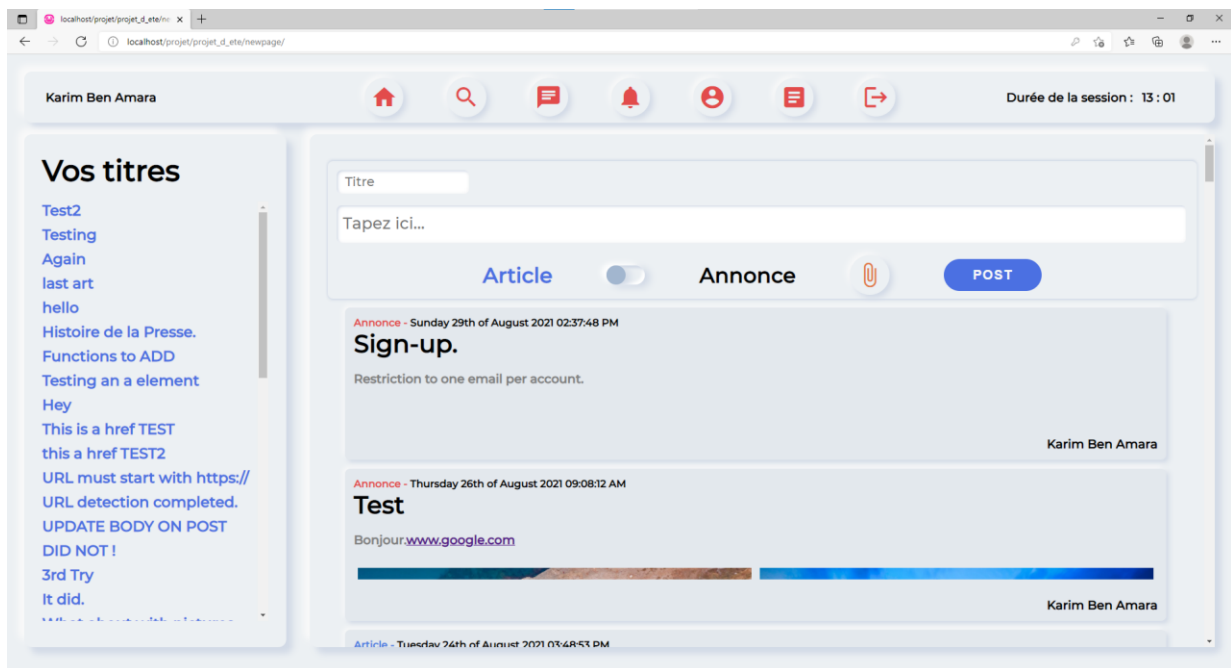 localhost/projet/projet_d_ete/ne
localhost/projet/projet_d_ete/newpage/
Karim Ben Amara
Durée de la session : 13 : 01
Vos titres
Test2
Testing
Again
last art
hello
Histoire de la Presse.
Functions to ADD
Testing an a element
Hey
This is a href TEST
this a href TEST2
URL must start with https://
URL detection completed.
UPDATE BODY ON POST
DID NOT !
3rd Try
It did.
What about with pictures
Titre
Tapez ici...
Article Annonce POST
Annonce - Sunday 29th of August 2021 02:37:48 PM
Sign-up.
Restriction to one email per account.
Karim Ben Amara
Annonce - Thursday 26th of August 2021 09:08:12 AM
Test
Bonjour.www.google.com
Karim Ben Amara
Article - Tuesday 24th of August 2021 03:48:53 PM